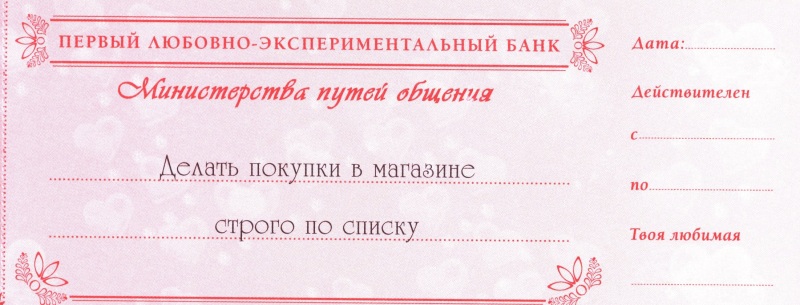 ПЕРВЫЙ ЛЮБОВНО-ЭКСПЕРИМЕНТАЛЬНЫЙ БАНК
Министерства путей общения
Делать покупки в магазине
строго по списку
Дата:
Действителен
с
по
Твоя любимая